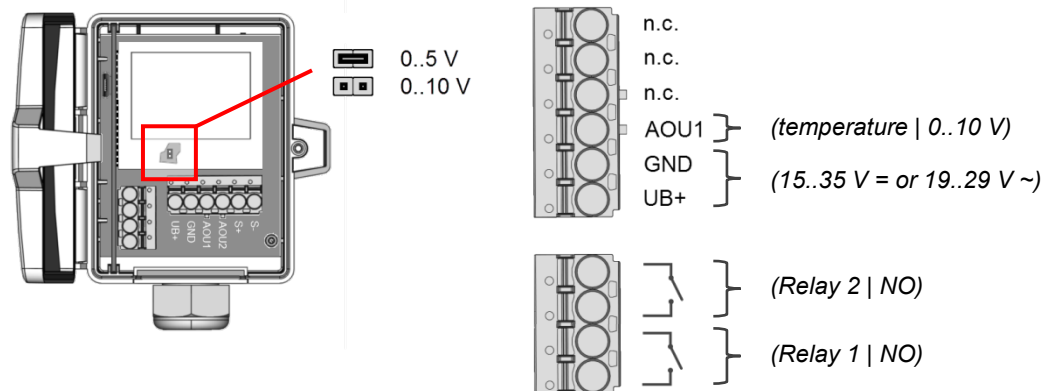 0..5 V
0..10 V
UB+
GND
AOU1
AOU2
S+
S-
n.c.
n.c.
n.c.
AOU1
(temperature | 0..10 V)
GND
UB+
(15..35 V = or 19..29 V ~)
(Relay 2 | NO)
(Relay 1 | NO)